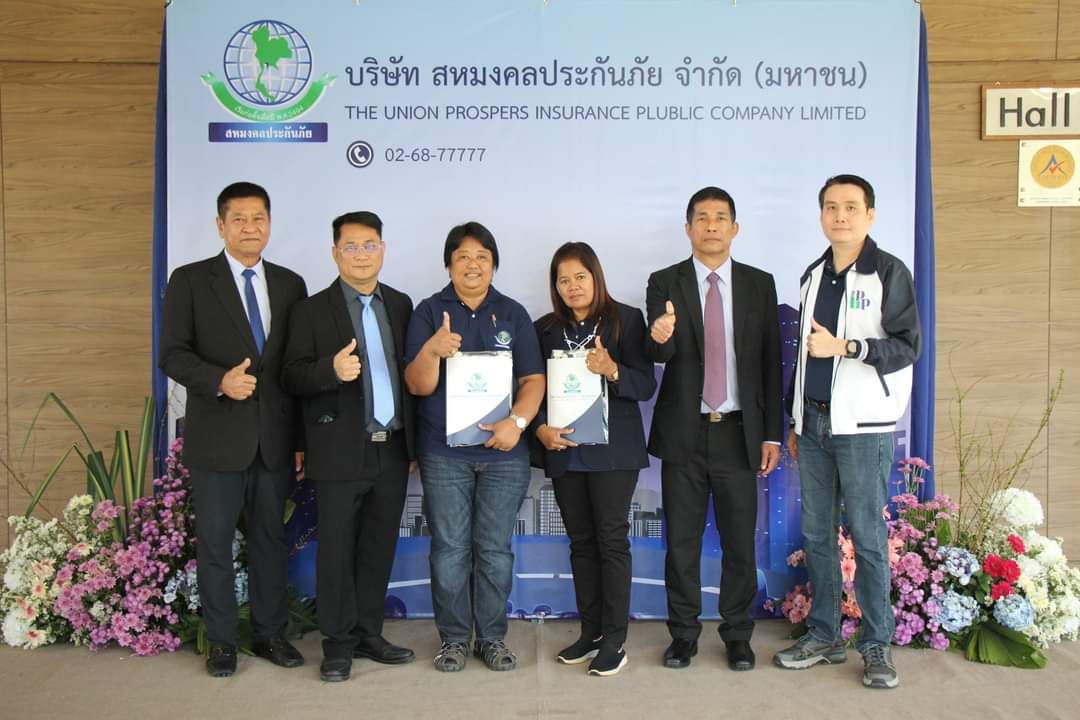 บริษัท สหมงคลประกันภัย จำกัด (มหาชน)
THE UNION PROSPERS INSURANCE PLUBLIC COMPANY LIMITED
02-68-77777
สหมงคลประกันภัย
Hall